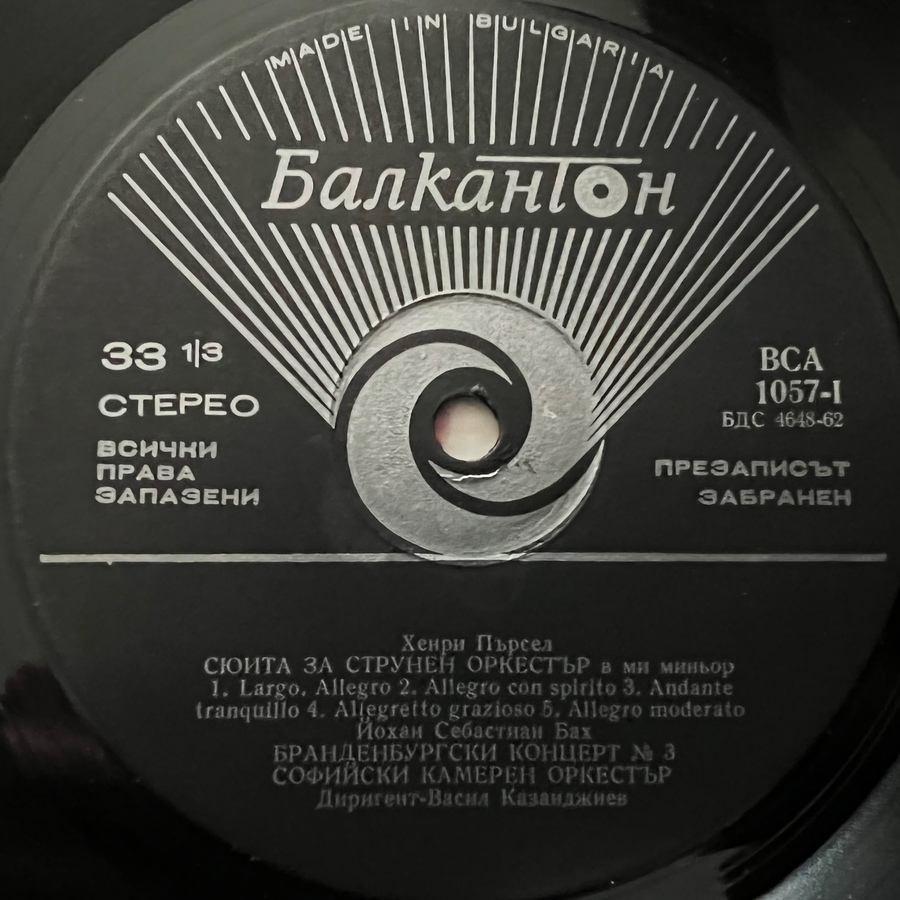 MADE IN BULGARIA
Балкантон
33 1/3
СТЕРЕО
ВСИЧКИ
ПРАВА
ЗАПАЗЕНИ
ВСА
1057-I
БДС 4648-62
ПРЕЗАПИСЪТ
ЗАБРАНЕН
Хенри Пърсел
СЮИТА ЗА СТРУНЕН ОРКЕСТЪР в ми миньор
1. Largo, Allegro 2. Allegro con spirito 3. Andante
tranquillo 4. Allegretto grazioso 5. Allegro moderato
Йохан Себастиан Бах
БРАНДЕНБУРГСКИ КОНЦЕРТ № 3
СОФИЙСКИ КАМЕРЕН ОРКЕСТЪР
Диригент-Васил Казанджиев